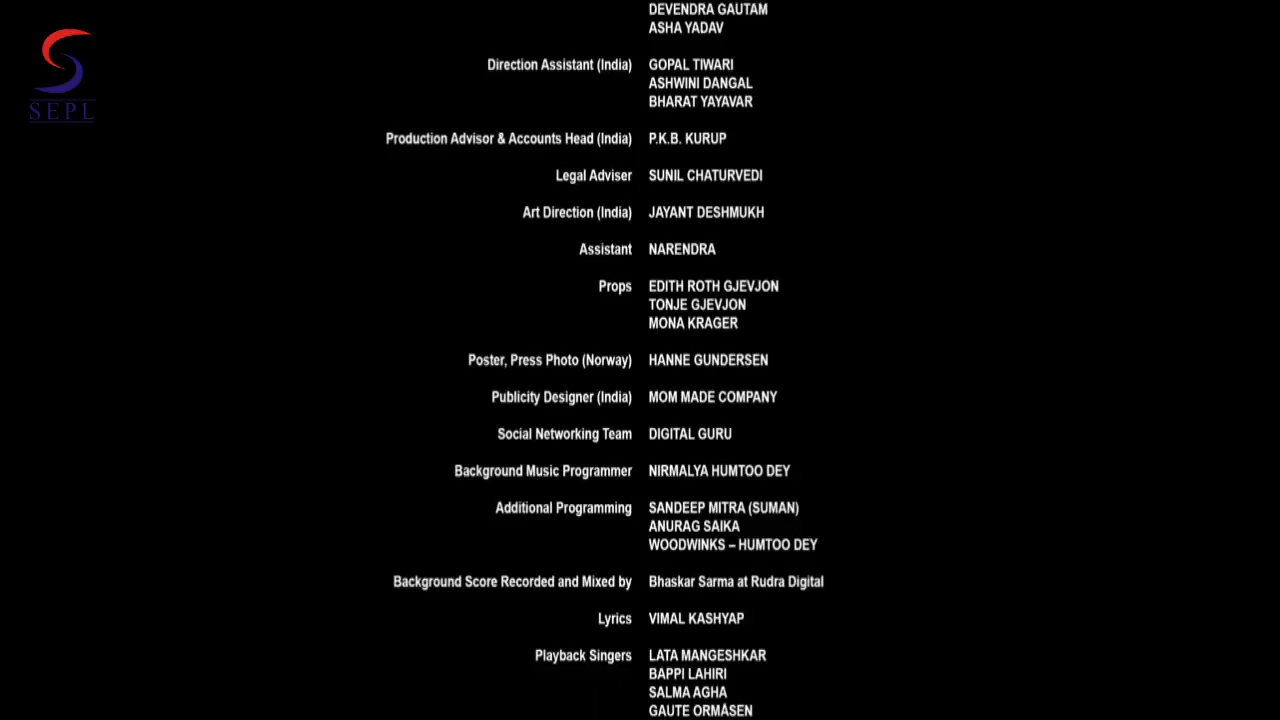 SEPL
DEVENDRA GAUTAM
ASHA YADAV
Direction Assistant (India) GOPAL TIWARI
ASHWINI DANGAL
BHARAT YAYAVAR
Production Advisor & Accounts Head (India) P.K.B. KURUP
Legal Adviser SUNIL CHATURVEDI
Art Direction (India) JAYANT DESHMUKH
Assistant NARENDRA
Props EDITH ROTH GJEVJON
TONJE GJEVJON
MONA KRAGER
Poster, Press Photo (Norway) HANNE GUNDERSEN
Publicity Designer (India) MOM MADE COMPANY
Social Networking Team DIGITAL GURU
Background Music Programmer NIRMALYA HUMTOO DEY
Additional Programming SANDEEP MITRA (SUMAN)
ANURAG SAIKA
WOODWINKS – HUMTOO DEY
Background Score Recorded and Mixed by Bhaskar Sarma at Rudra Digital
Lyrics VIMAL KASHYAP
Playback Singers LATA MANGESHKAR
BAPPI LAHIRI
SALMA AGHA
GAUTE ORMÅSEN